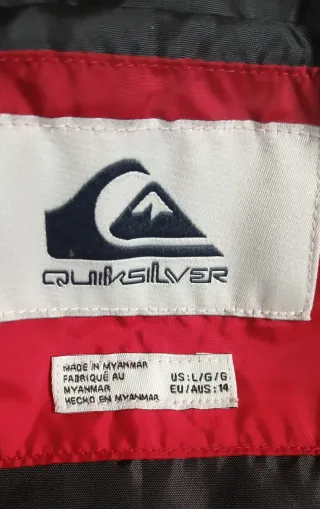 QUIKSILVER
MADE IN MYANMAR
FABRIQUÉ AU
MYANMAR
HECHO EN MYANMAR
US:L/G/G
EU/AUS:14